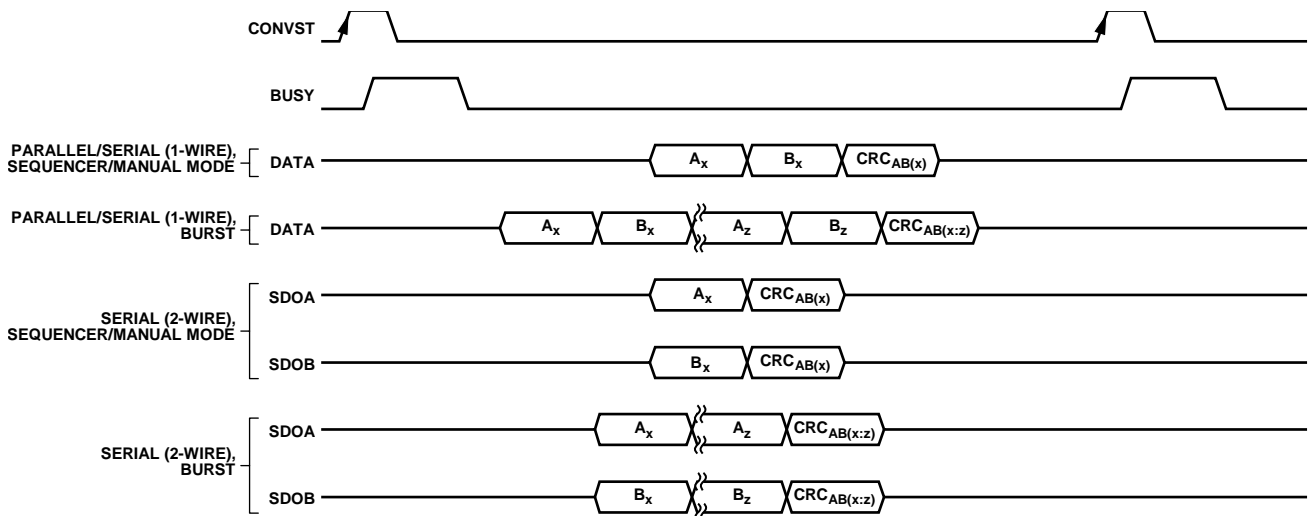 CONVST
BUSY
PARALLEL/SERIAL (1-WIRE),
SEQUENCER/MANUAL MODE
DATA
Ax
Bx
CRCAB(x)
PARALLEL/SERIAL (1-WIRE),
BURST
DATA
Ax
Bx
Az
Bz
CRCAB(x:z)
SERIAL (2-WIRE),
SEQUENCER/MANUAL MODE
SDOA
Ax
CRCAB(x)
SDOB
Bx
CRCAB(x)
SERIAL (2-WIRE),
BURST
SDOA
Ax
Az
CRCAB(x:z)
SDOB
Bx
Bz
CRCAB(x:z)